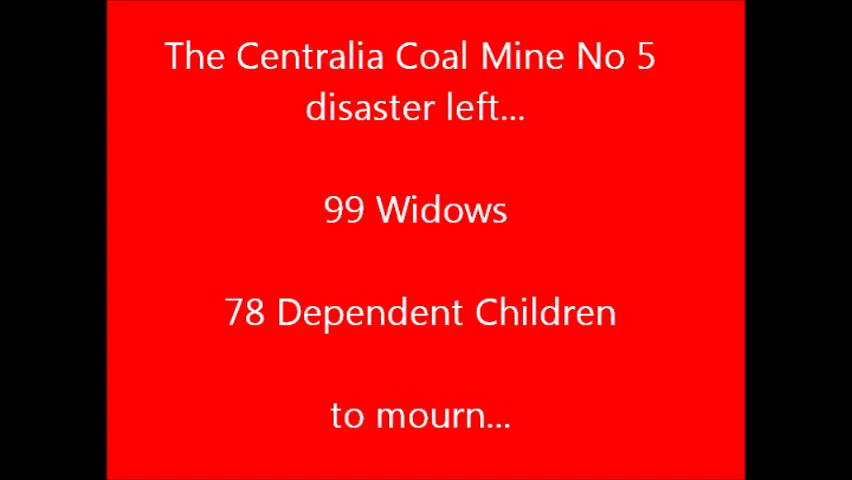 The Centralia Coal Mine No 5
disaster left...
99 Widows
78 Dependent Children
to mourn...